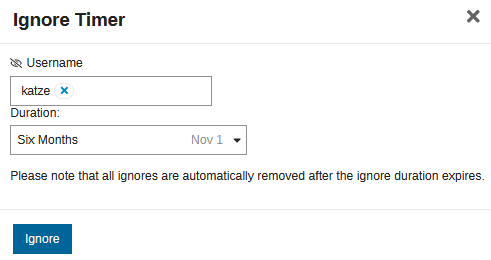 Ignore Timer
Username
katze
Duration:
Six Months Nov 1
Please note that all ignores are automatically removed after the ignore duration expires.
Ignore